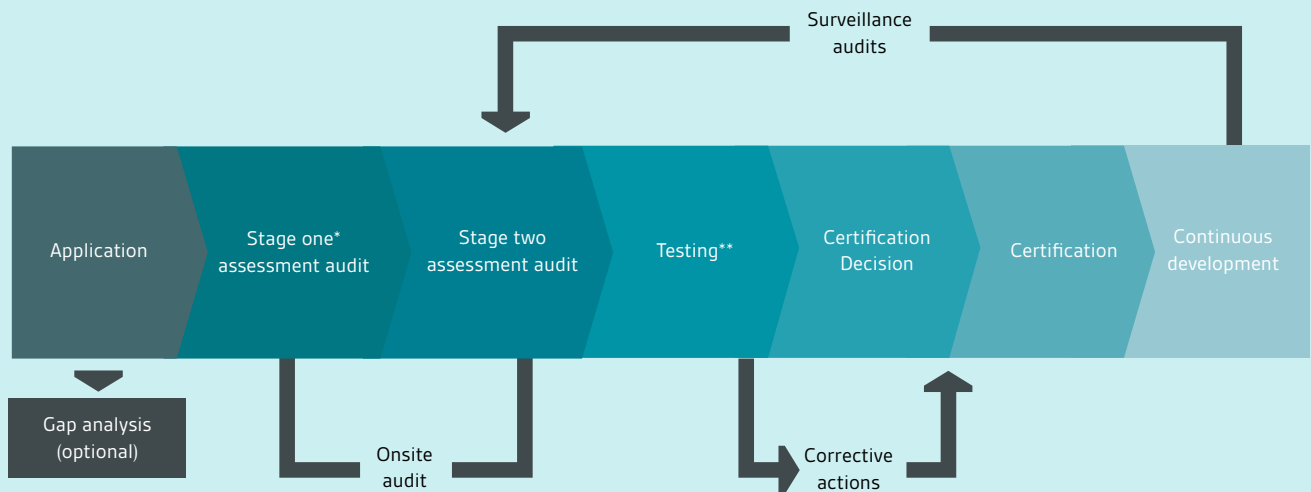 Surveillance
audits
Application
Stage one*
assessment audit
Stage two
assessment audit
Testing**
Certification
Decision
Certification
Continuous
development
Gap analysis
(optional)
Onsite
audit
Corrective
actions